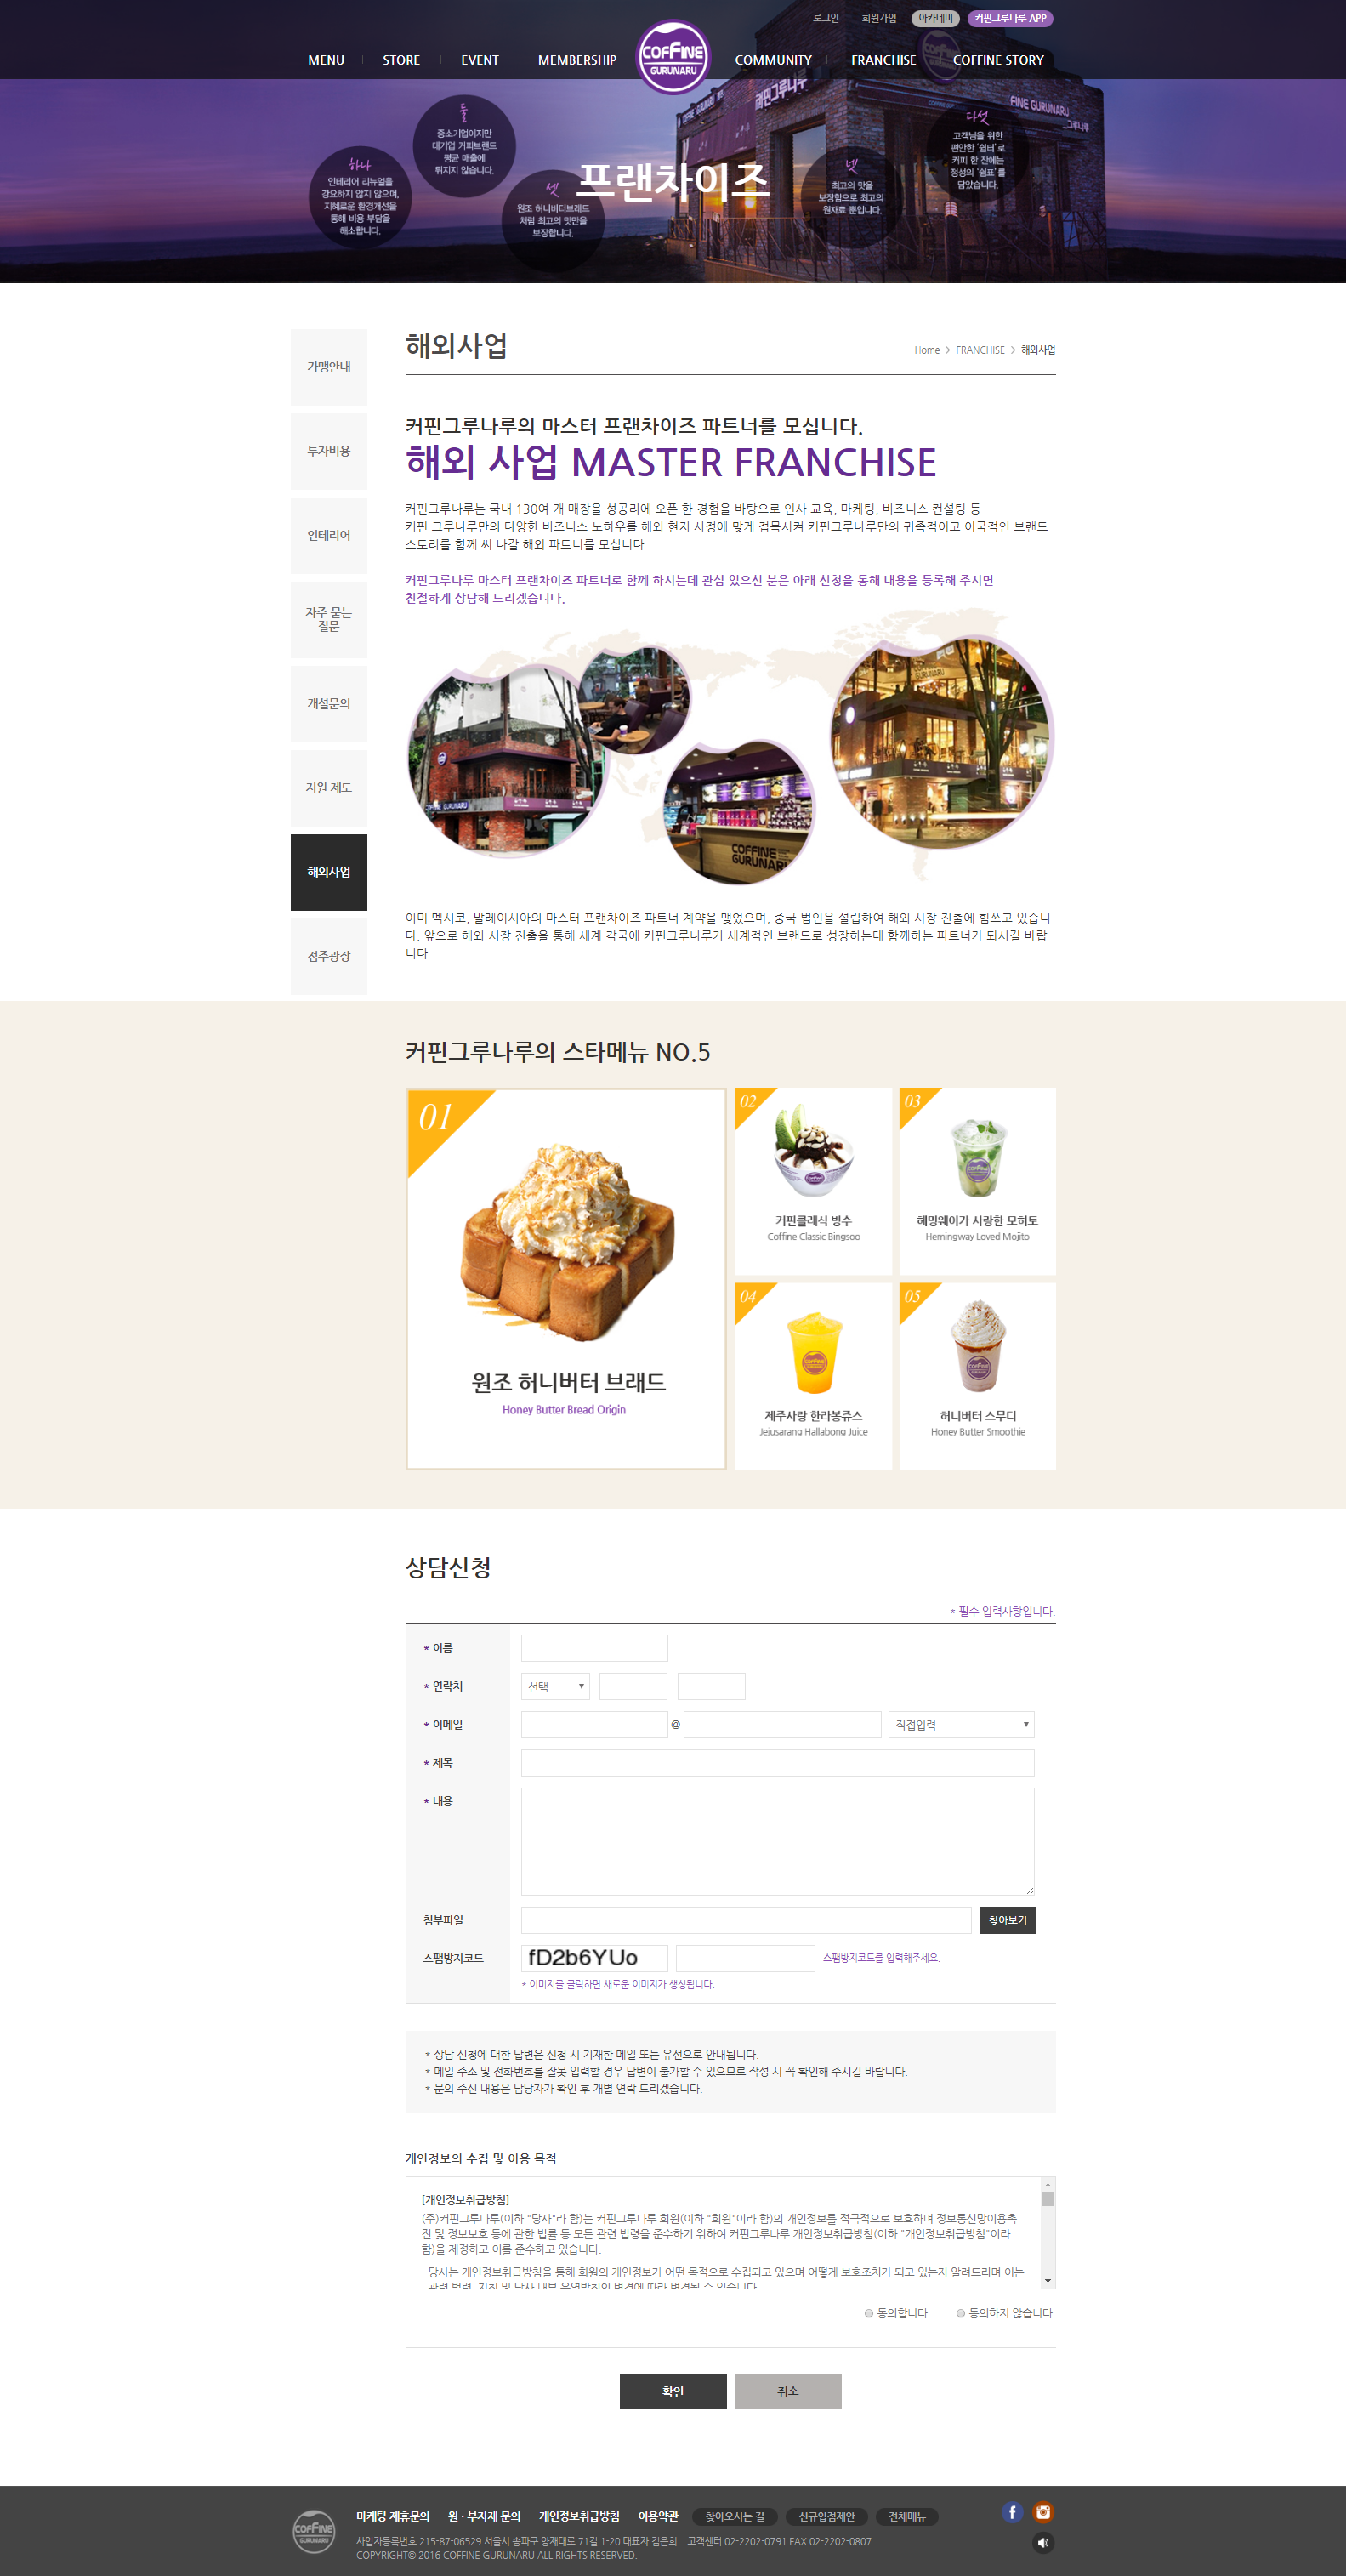 로그인 회원가입 아카데미 커핀그루나루 APP
MENU STORE EVENT MEMBERSHIP COFFINE GURUNARU COMMUNITY FRANCHISE COFFINE STORY
하나
인테리어 리뉴얼을
강요하지 않지 않으며,
지혜로운 환경개선을
통해 비용 부담을
해소합니다.
둘
중소기업이지만
대기업 커피브랜드
평균 매출에
뒤지지 않습니다.
셋
원조 허니버터브래드
처럼 최고의 맛만을
보장합니다.
프랜차이즈
넷
최고의 맛을
보장함으로 최고의
원재료 뿐입니다.
다섯
고객님을 위한
편안한 '쉼터'로
커피 한 잔에는
정성의 '쉼표'를
담았습니다.
커핀그루나루
FINE GURUNARU
가맹안내
투자비용
인테리어
자주 묻는
질문
개설문의
지원 제도
해외사업
점주광장
해외사업
Home > FRANCHISE > 해외사업
커핀그루나루의 마스터 프랜차이즈 파트너를 모십니다.
해외 사업 MASTER FRANCHISE
커핀그루나루는 국내 130여 개 매장을 성공리에 오픈 한 경험을 바탕으로 인사 교육, 마케팅, 비즈니스 컨설팅 등
커핀 그루나루만의 다양한 비즈니스 노하우를 해외 현지 사정에 맞게 접목시켜 커핀그루나루만의 귀족적이고 이국적인 브랜드
스토리를 함께 써 나갈 해외 파트너를 모십니다.
커핀그루나루 마스터 프랜차이즈 파트너로 함께 하시는데 관심 있으신 분은 아래 신청을 통해 내용을 등록해 주시면
친절하게 상담해 드리겠습니다.
COFFINE GURUNARU
COFFINE
GURUNARU
이미 멕시코, 말레이시아의 마스터 프랜차이즈 파트너 계약을 맺었으며, 중국 법인을 설립하여 해외 시장 진출에 힘쓰고 있습니
다. 앞으로 해외 시장 진출을 통해 세계 각국에 커핀그루나루가 세계적인 브랜드로 성장하는데 함께하는 파트너가 되시길 바랍
니다.
커핀그루나루의 스타메뉴 NO.5
01
원조 허니버터 브래드
Honey Butter Bread Origin
02
커핀클래식 빙수
Coffine Classic Bingsoo
03
헤밍웨이가 사랑한 모히토
Hemingway Loved Mojito
04
제주사랑 한라봉쥬스
Jejusarang Hallabong Juice
05
허니버터 스무디
Honey Butter Smoothie
상담신청
* 필수 입력사항입니다.
* 이름
* 연락처 선택 - -
* 이메일 @ 직접입력
* 제목
* 내용
첨부파일 찾아보기
스팸방지코드 fD2b6YUo 스팸방지코드를 입력해주세요.
* 이미지를 클릭하면 새로운 이미지가 생성됩니다.
* 상담 신청에 대한 답변은 신청 시 기재한 메일 또는 유선으로 안내됩니다.
* 메일 주소 및 전화번호를 잘못 입력할 경우 답변이 불가할 수 있으므로 작성 시 꼭 확인해 주시길 바랍니다.
* 문의 주신 내용은 담당자가 확인 후 개별 연락 드리겠습니다.
개인정보의 수집 및 이용 목적
[개인정보취급방침]
(주)커핀그루나루(이하 "당사"라 함)는 커핀그루나루 회원(이하 "회원"이라 함)의 개인정보를 적극적으로 보호하며 정보통신망이용촉
진 및 정보보호 등에 관한 법률 등 모든 관련 법령을 준수하기 위하여 커핀그루나루 개인정보취급방침(이하 "개인정보취급방침"이라
함)을 제정하고 이를 준수하고 있습니다.
- 당사는 개인정보취급방침을 통해 회원의 개인정보가 어떤 목적으로 수집되고 있으며 어떻게 보호조치가 되고 있는지 알려드리며 이는
관련 법령, 지침 및 당사 내부 운영방침의 변경에 따라 변경될 수 있습니다
동의합니다. 동의하지 않습니다.
확인 취소
마케팅 제휴문의 원·부자재 문의 개인정보취급방침 이용약관 찾아오시는 길 신규입점제안 전체메뉴
사업자등록번호 215-87-06529 서울시 송파구 양재대로 71길 1-20 대표자 김은희 고객센터 02-2202-0791 FAX 02-2202-0807
COPYRIGHT© 2016 COFFINE GURUNARU ALL RIGHTS RESERVED.